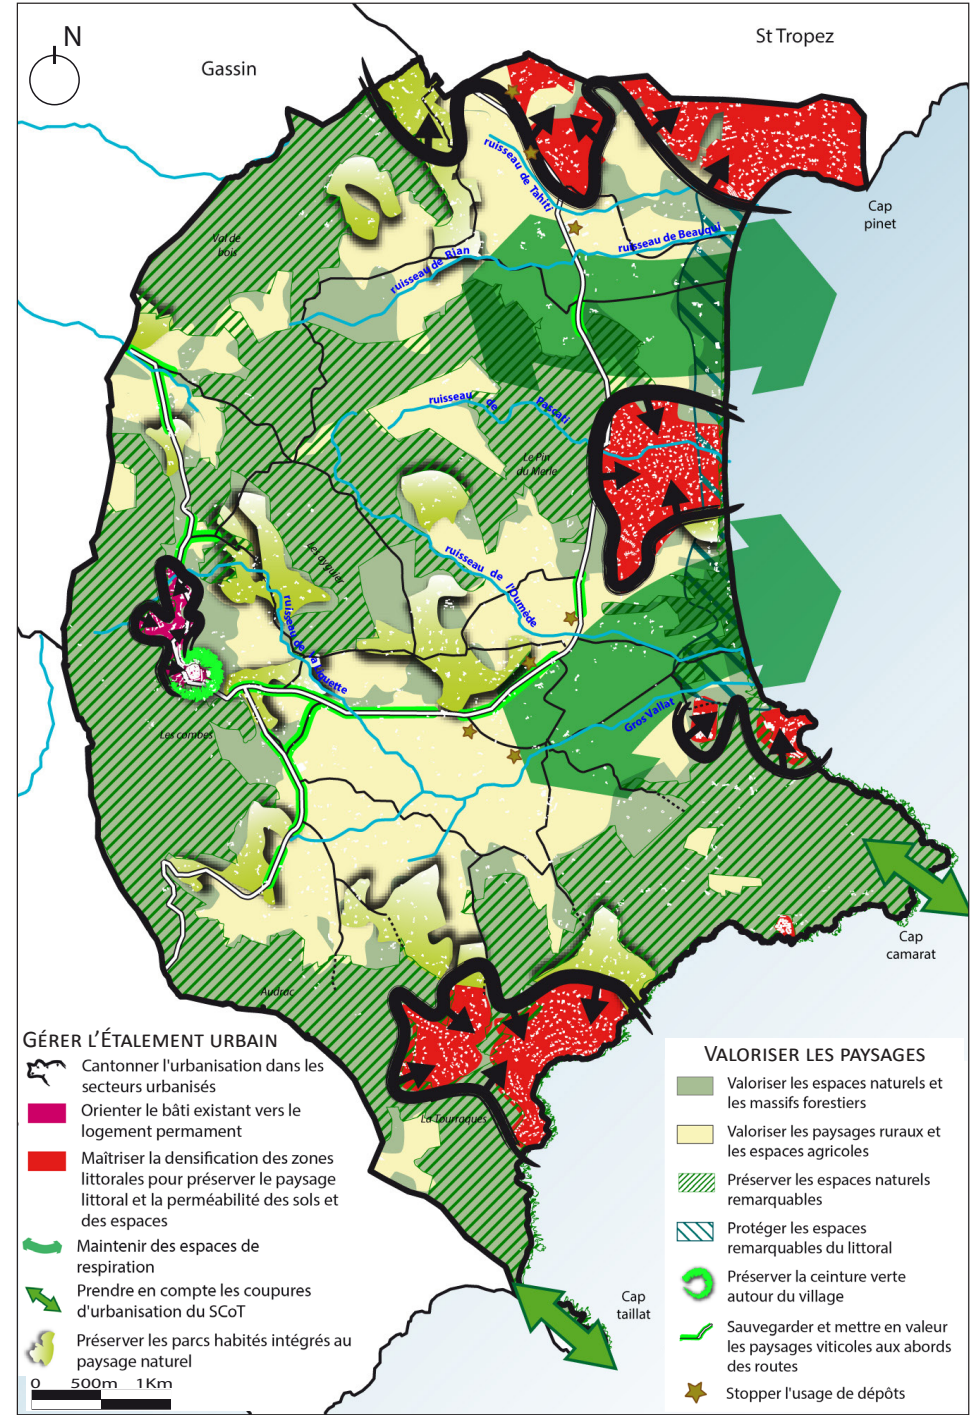 N
St Tropez
Gassin
Cap
pinet
ruisseau de Tahiti
ruisseau de Beauqui
ruisseau de Bian
Val de
bois
ruisseau de Pascati
Le Pin
du Merle
Les ayguier
ruisseau de l'Oumède
ruisseau de la Liquette
Les combes
Gros Vallat
Cap
camarat
Audrac
La Tourraques
Cap
taillat
GÉRER L'ÉTALEMENT URBAIN
Cantonner l'urbanisation dans les
secteurs urbanisés
Orienter le bâti existant vers le
logement permament
Maîtriser la densification des zones
littorales pour préserver le paysage
littoral et la perméabilité des sols et
des espaces
Maintenir des espaces de
respiration
Prendre en compte les coupures
d'urbanisation du SCoT
Préserver les parcs habités intégrés au
paysage naturel
0 500m 1Km
VALORISER LES PAYSAGES
Valoriser les espaces naturels et
les massifs forestiers
Valoriser les paysages ruraux et
les espaces agricoles
Préserver les espaces naturels
remarquables
Protéger les espaces
remarquables du littoral
Préserver la ceinture verte
autour du village
Sauvegarder et mettre en valeur
les paysages viticoles aux abords
des routes
Stopper l'usage de dépôts